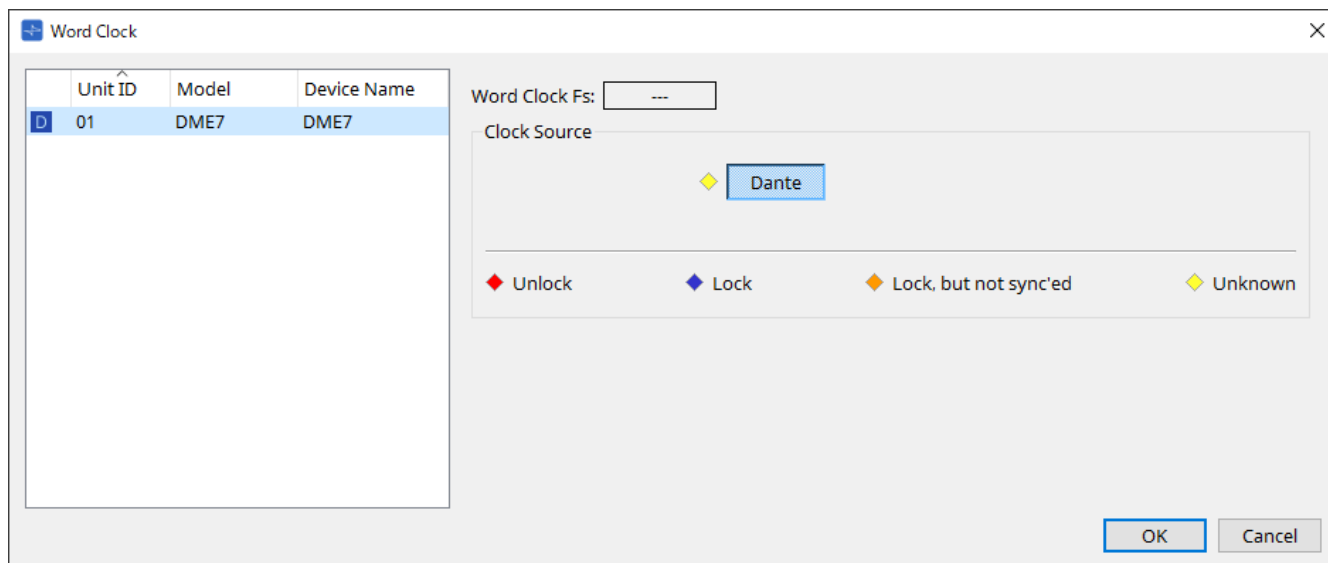 Word Clock
Unit ID Model Device Name
D 01 DME7 DME7
Word Clock Fs: ---
Clock Source
Dante
Unlock Lock Lock, but not sync'ed Unknown
OK Cancel